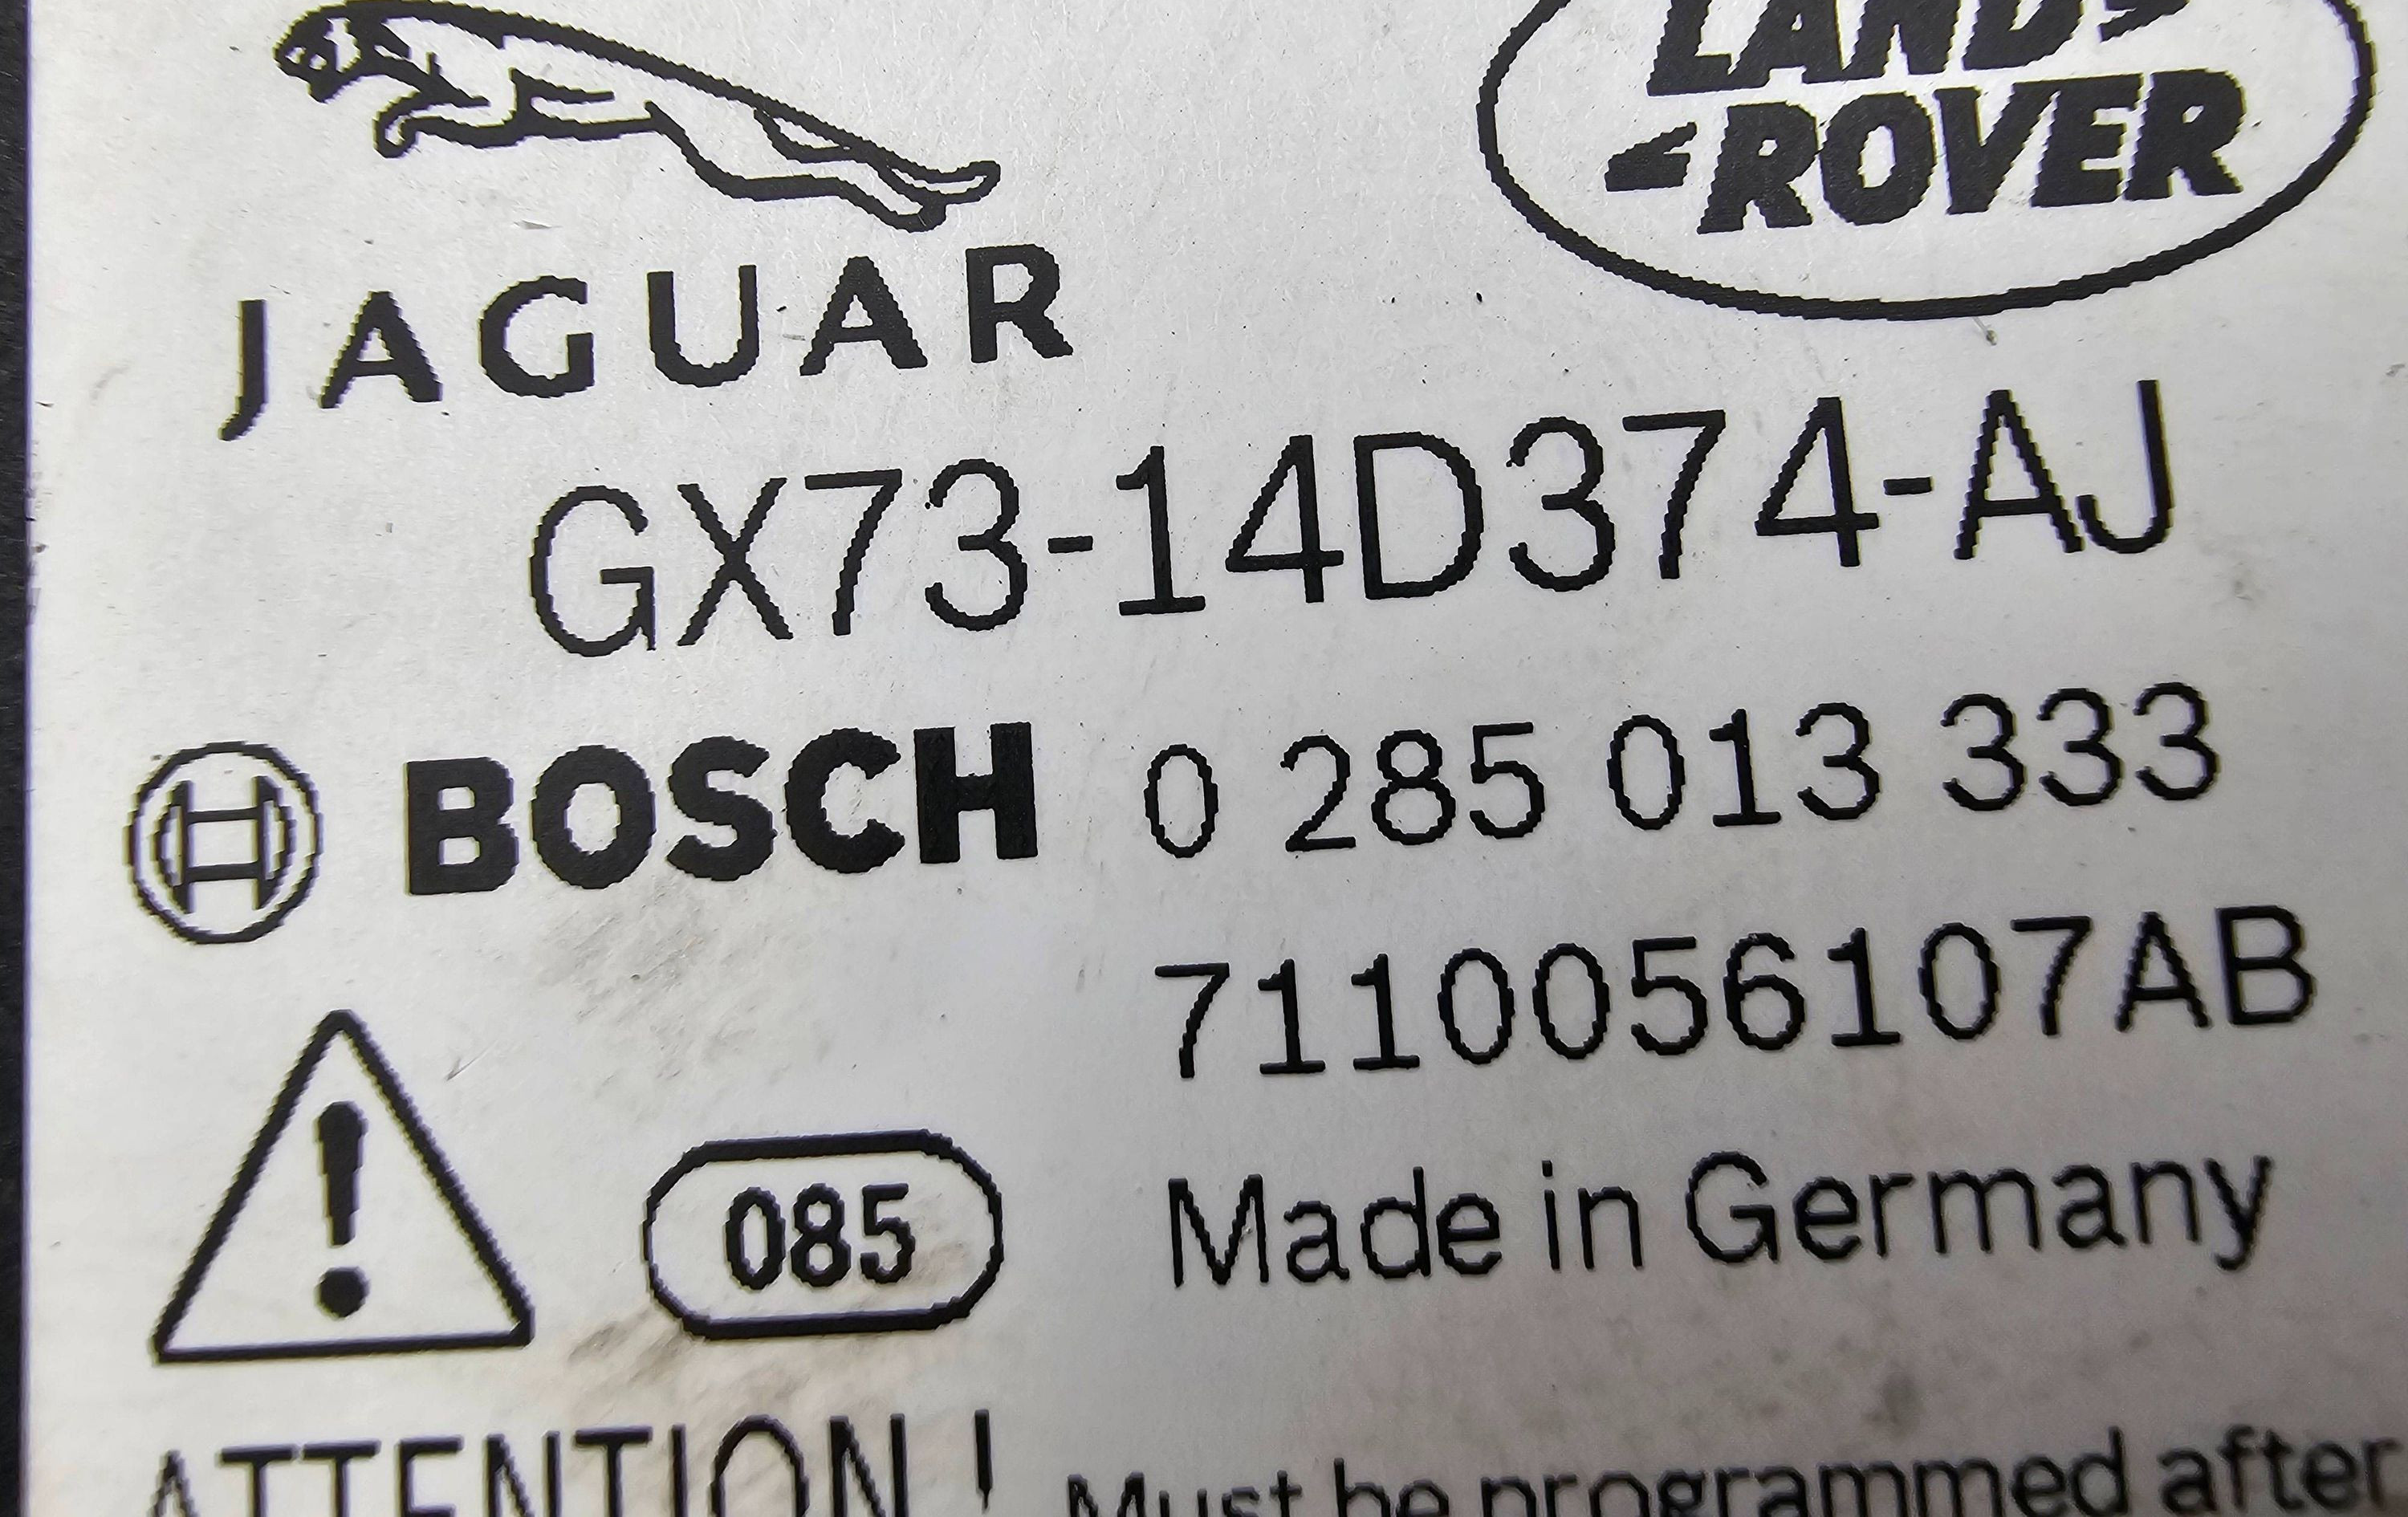 LAND
ROVER
JAGUAR
GX73-14D374-AJ
BOSCH 0 285 013 333
7110056107AB
085
Made in Germany
ATTENTION !
Must be programmed after